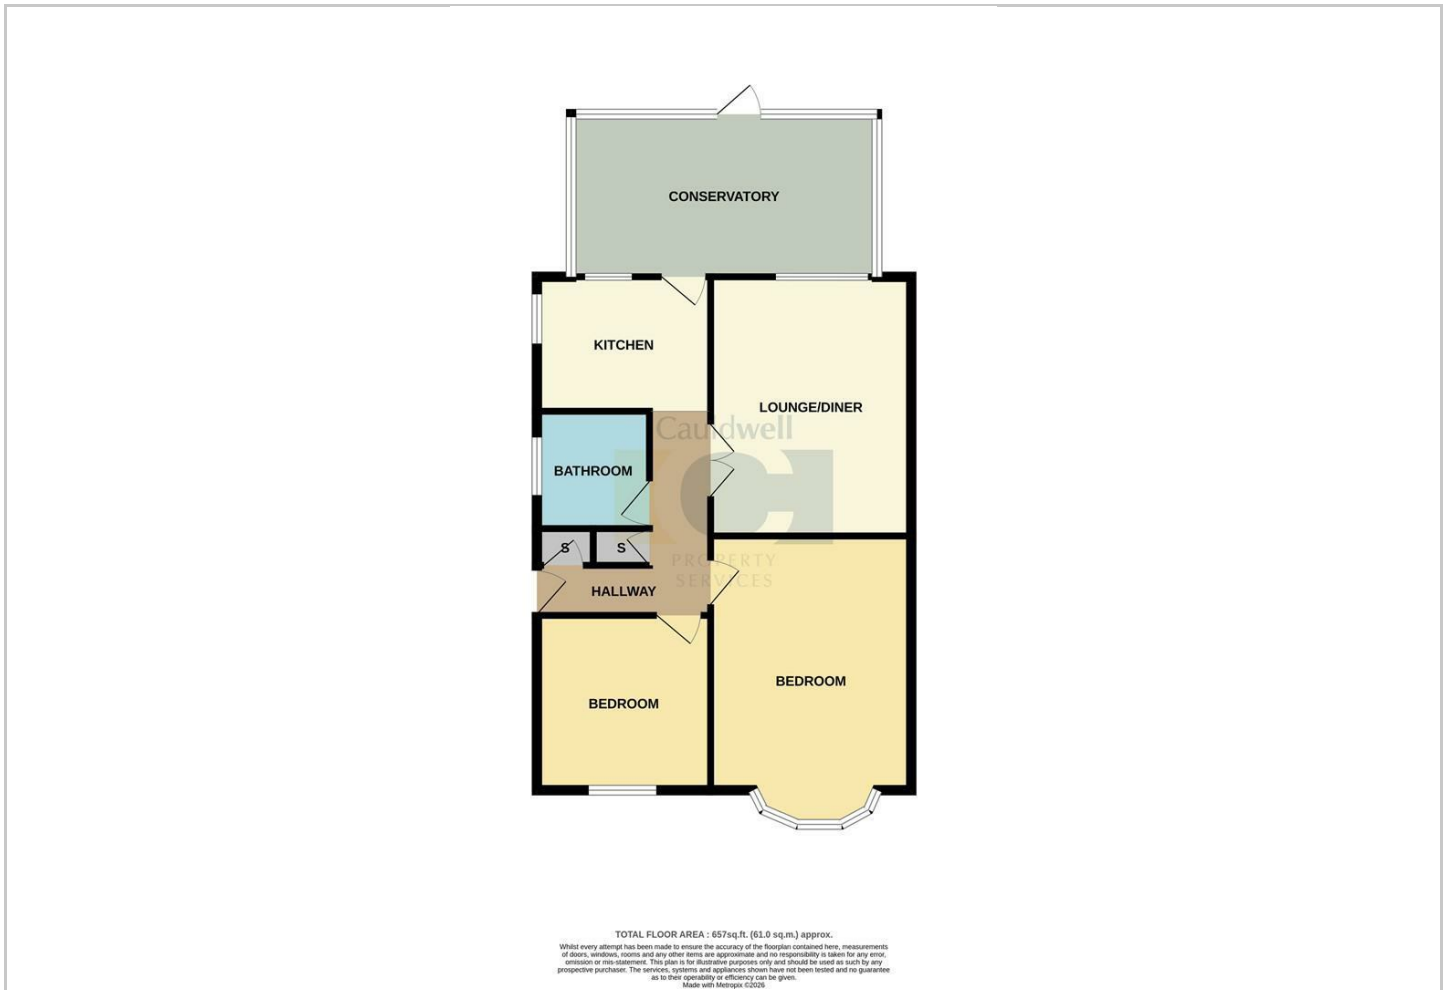 CONSERVATORY
KITCHEN
LOUNGE/DINER
Cauldwell
BATHROOM
S
S
PROPERTY
SERVICES
HALLWAY
BEDROOM
BEDROOM
TOTAL FLOOR AREA : 657sq.ft. (61.0 sq.m.) approx.
Whilst every attempt has been made to ensure the accuracy of the floorplan contained here, measurements
of doors, windows, rooms and any other items are approximate and no responsibility is taken for any error,
omission or mis-statement. This plan is for illustrative purposes only and should be used as such by any
prospective purchaser. The services, systems and appliances shown have not been tested and no guarantee
as to their operability or efficiency can be given.
Made with Metropix ©2026